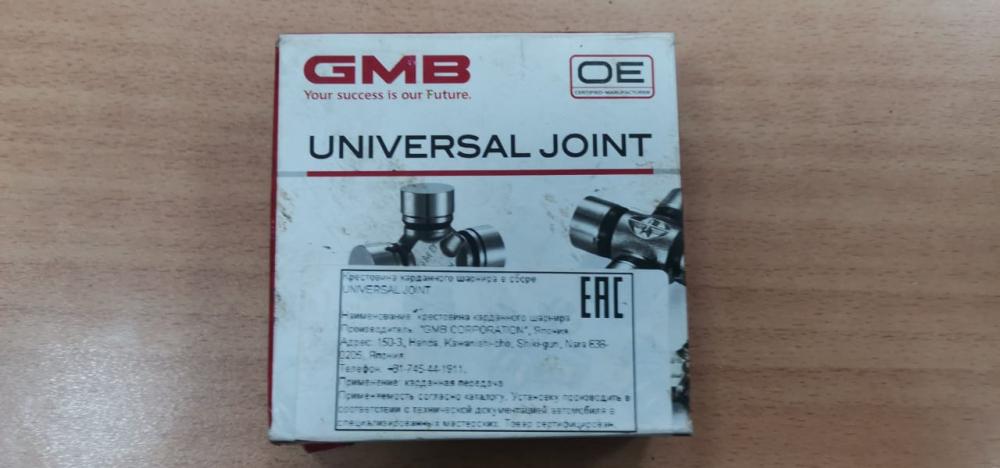 GMB
Your success is our Future.
OE
CERTIFIED MANUFACTURER
UNIVERSAL JOINT
Крестовина карданного шарнира в сборе
UNIVERSAL JOINT
EAC
Наименование: крестовина карданного шарнира
Производитель: "GMB CORPORATION", Япония
Адрес: 150-3, Handa, Kawanishi-cho, Shiki-gun, Nara 636-
0205, Япония
Телефон: +81-745-44-1911.
Применение: карданная передача
Применяемость согласно каталогу. Установку производить в
соответствии с технической документацией автомобиля в
специализированных мастерских. Товар сертифицирован.